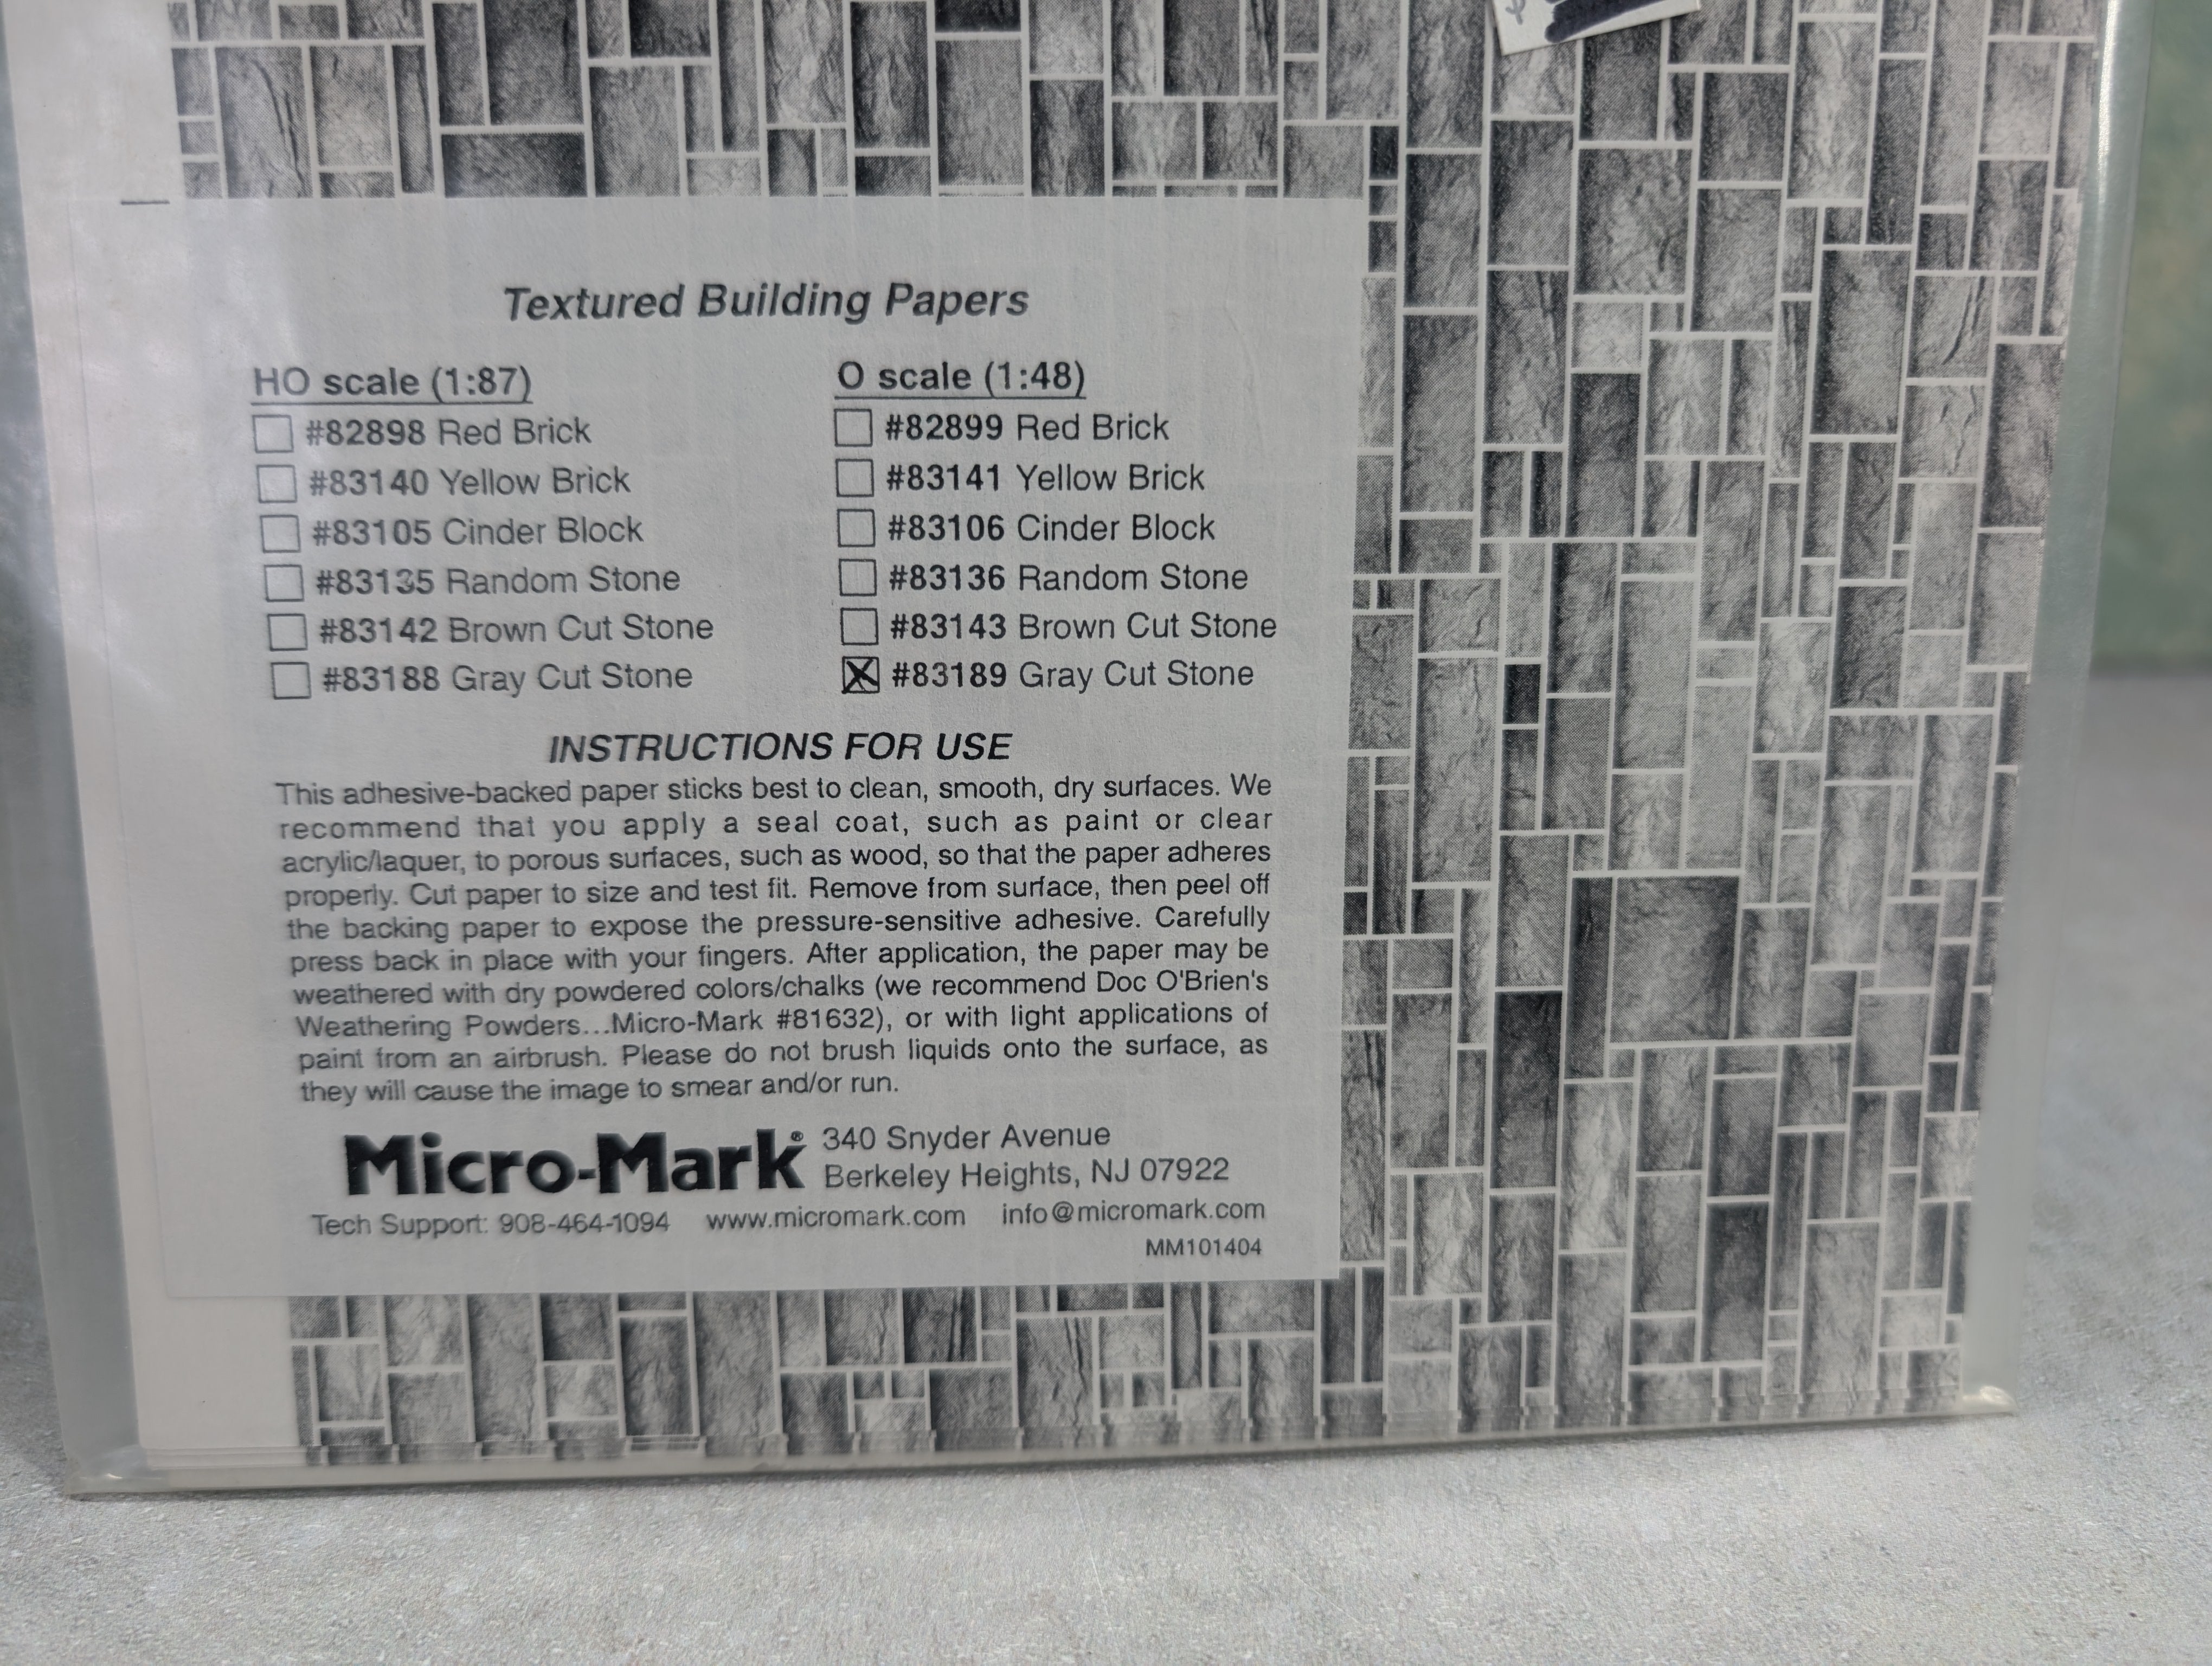 Textured Building Papers
HO scale (1:87)
#82898 Red Brick
#83140 Yellow Brick
#83105 Cinder Block
#83135 Random Stone
#83142 Brown Cut Stone
#83188 Gray Cut Stone
O scale (1:48)
#82899 Red Brick
#83141 Yellow Brick
#83106 Cinder Block
#83136 Random Stone
#83143 Brown Cut Stone
#83189 Gray Cut Stone
INSTRUCTIONS FOR USE
This adhesive-backed paper sticks best to clean, smooth, dry surfaces. We
recommend that you apply a seal coat, such as paint or clear
acrylic/laquer, to porous surfaces, such as wood, so that the paper adheres
properly. Cut paper to size and test fit. Remove from surface, then peel off
the backing paper to expose the pressure-sensitive adhesive. Carefully
press back in place with your fingers. After application, the paper may be
weathered with dry powdered colors/chalks (we recommend Doc O'Brien's
Weathering Powders...Micro-Mark #81632), or with light applications of
paint from an airbrush. Please do not brush liquids onto the surface, as
they will cause the image to smear and/or run.
Micro-Mark®
340 Snyder Avenue
Berkeley Heights, NJ 07922
Tech Support: 908-464-1094 www.micromark.com info@micromark.com
MM101404